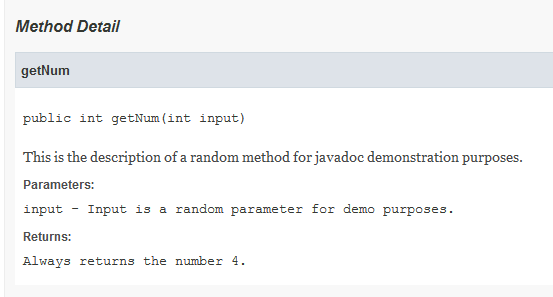 Method Detail
getNum
public int getNum(int input)
This is the description of a random method for javadoc demonstration purposes.
Parameters:
input - Input is a random parameter for demo purposes.
Returns:
Always returns the number 4.